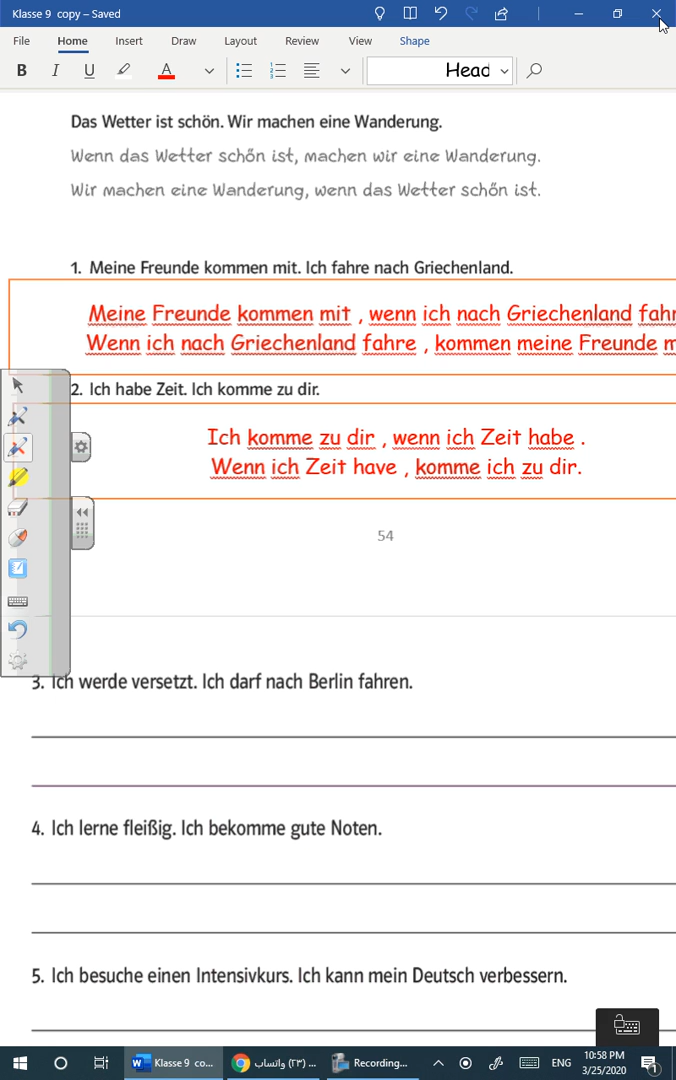 Klasse 9 copy – Saved
File Home Insert Draw Layout Review View Shape
B I U A Head
Das Wetter ist schön. Wir machen eine Wanderung.
Wenn das Wetter schön ist, machen wir eine Wanderung.
Wir machen eine Wanderung, wenn das Wetter schön ist.
1. Meine Freunde kommen mit. Ich fahre nach Griechenland.
Meine Freunde kommen mit , wenn ich nach Griechenland fahr
Wenn ich nach Griechenland fahre , kommen meine Freunde m
2. Ich habe Zeit. Ich komme zu dir.
Ich komme zu dir , wenn ich Zeit habe .
Wenn ich Zeit have , komme ich zu dir.
54
3. Ich werde versetzt. Ich darf nach Berlin fahren.
4. Ich lerne fleißig. Ich bekomme gute Noten.
5. Ich besuche einen Intensivkurs. Ich kann mein Deutsch verbessern.
Klasse 9 co... (٢٣) واتساب ... Recording... ENG 10:58 PM
3/25/2020 1